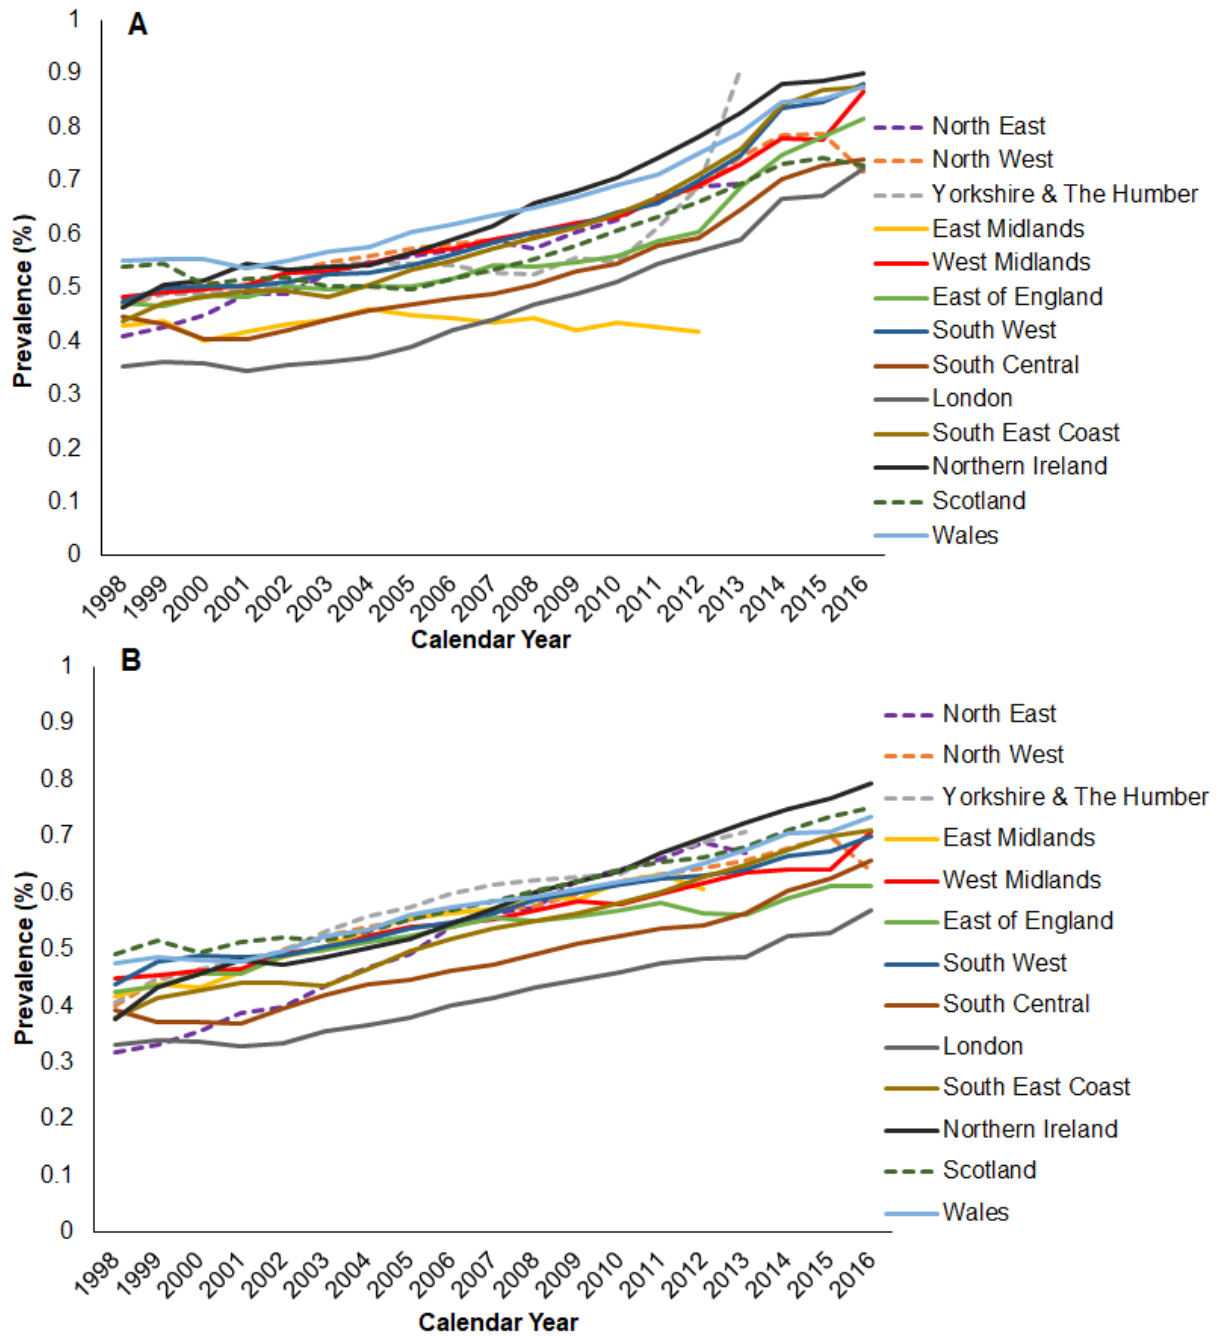 A
1
0.9
0.8
0.7
0.6
0.5
0.4
0.3
0.2
0.1
0
Prevalence (%)
1998 1999 2000 2001 2002 2003 2004 2005 2006 2007 2008 2009 2010 2011 2012 2013 2014 2015 2016
Calendar Year
North East
North West
Yorkshire & The Humber
East Midlands
West Midlands
East of England
South West
South Central
London
South East Coast
Northern Ireland
Scotland
Wales
B
1
0.9
0.8
0.7
0.6
0.5
0.4
0.3
0.2
0.1
0
Prevalence (%)
1998 1999 2000 2001 2002 2003 2004 2005 2006 2007 2008 2009 2010 2011 2012 2013 2014 2015 2016
Calendar Year
North East
North West
Yorkshire & The Humber
East Midlands
West Midlands
East of England
South West
South Central
London
South East Coast
Northern Ireland
Scotland
Wales